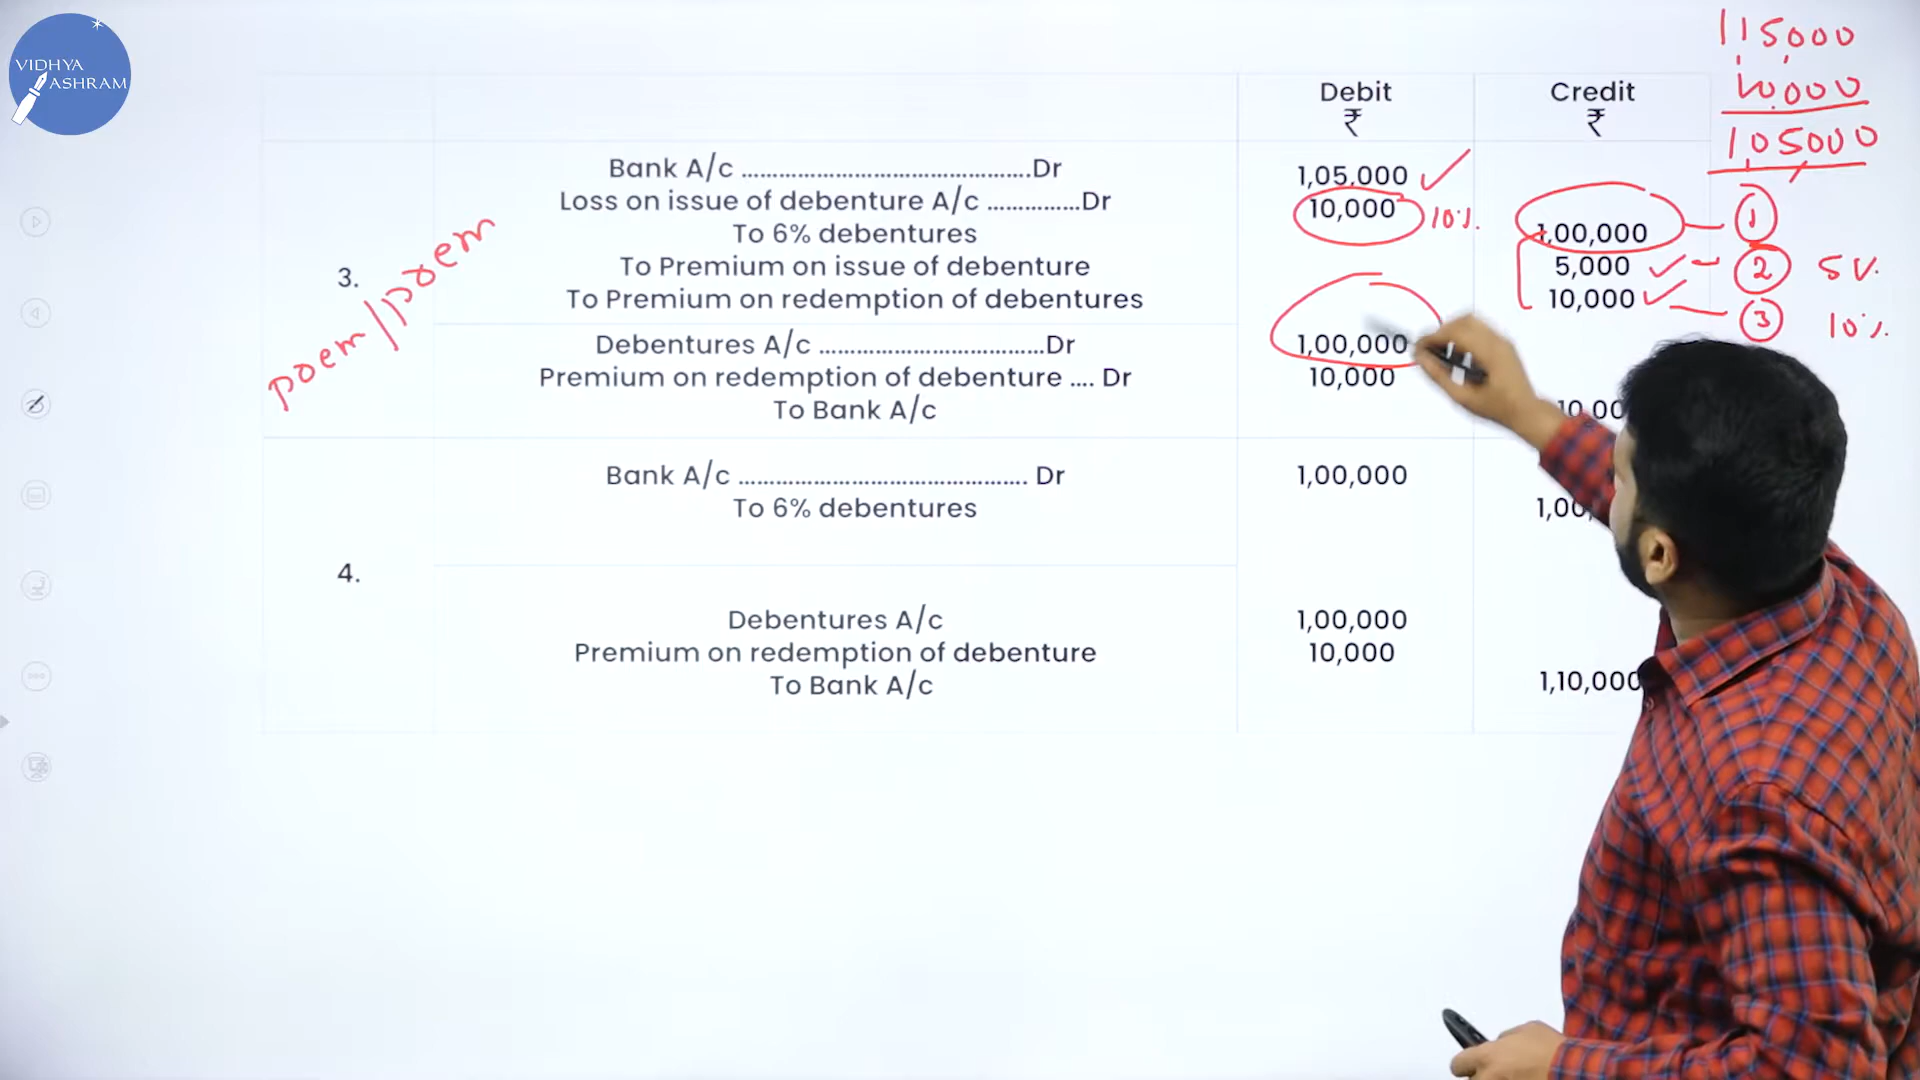 VIDHYA
ASHRAM
115000
10,000
105000
Debit
₹
Credit
₹
3.
poem/poem
Bank A/c ............................................Dr
1,05,000
Loss on issue of debenture A/c ...............Dr
10,000
10%
To 6% debentures
1,00,000
1
To Premium on issue of debenture
5,000
2
5%
To Premium on redemption of debentures
10,000
3
10%
Debentures A/c ....................................Dr
1,00,000
Premium on redemption of debenture .... Dr
10,000
To Bank A/c
4.
Bank A/c ............................................. Dr
1,00,000
To 6% debentures
Debentures A/c
1,00,000
Premium on redemption of debenture
10,000
To Bank A/c
1,10,000